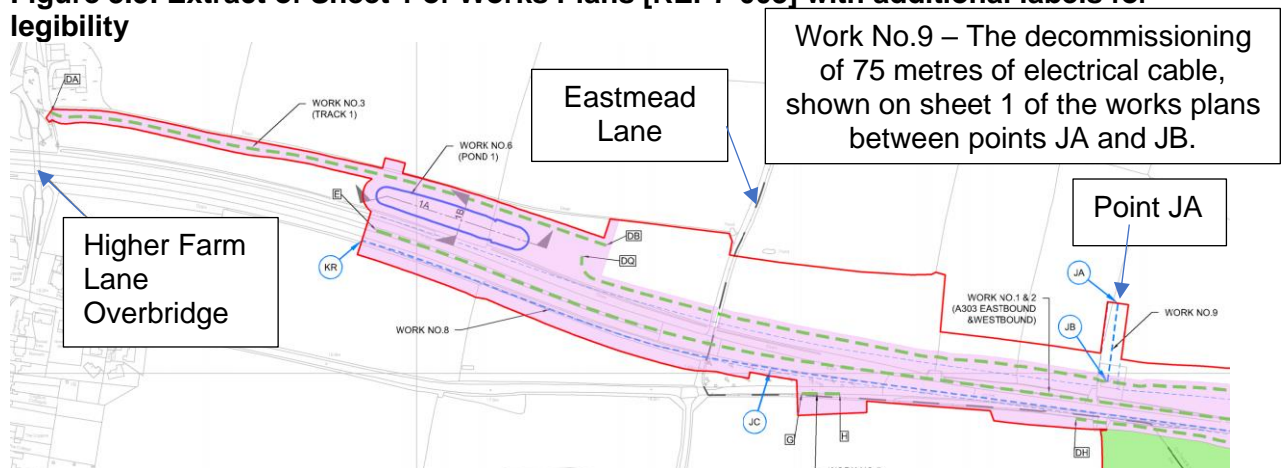 legibility
Work No.9 – The decommissioning
of 75 metres of electrical cable,
shown on sheet 1 of the works plans
between points JA and JB.
Eastmead
Lane
DA
WORK NO.3
(TRACK 1)
WORK NO.6
(POND 1)
Point JA
E
1A
1B
DB
DQ
Higher Farm
Lane
Overbridge
KR
JA
WORK NO.1 & 2
(A303 EASTBOUND
&WESTBOUND)
WORK NO.9
JB
WORK NO.8
JC
G
H
DH